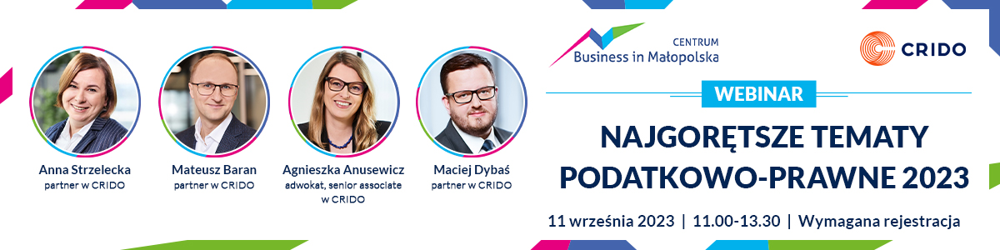 Anna Strzelecka
partner w CRIDO
Mateusz Baran
partner w CRIDO
Agnieszka Anusewicz
adwokat, senior associate
w CRIDO
Maciej Dybaś
partner w CRIDO
CENTRUM
Business in Małopolska
CRIDO
WEBINAR
NAJGORĘTSZE TEMATY
PODATKOWO-PRAWNE 2023
11 września 2023 | 11.00-13.30 | Wymagana rejestracja